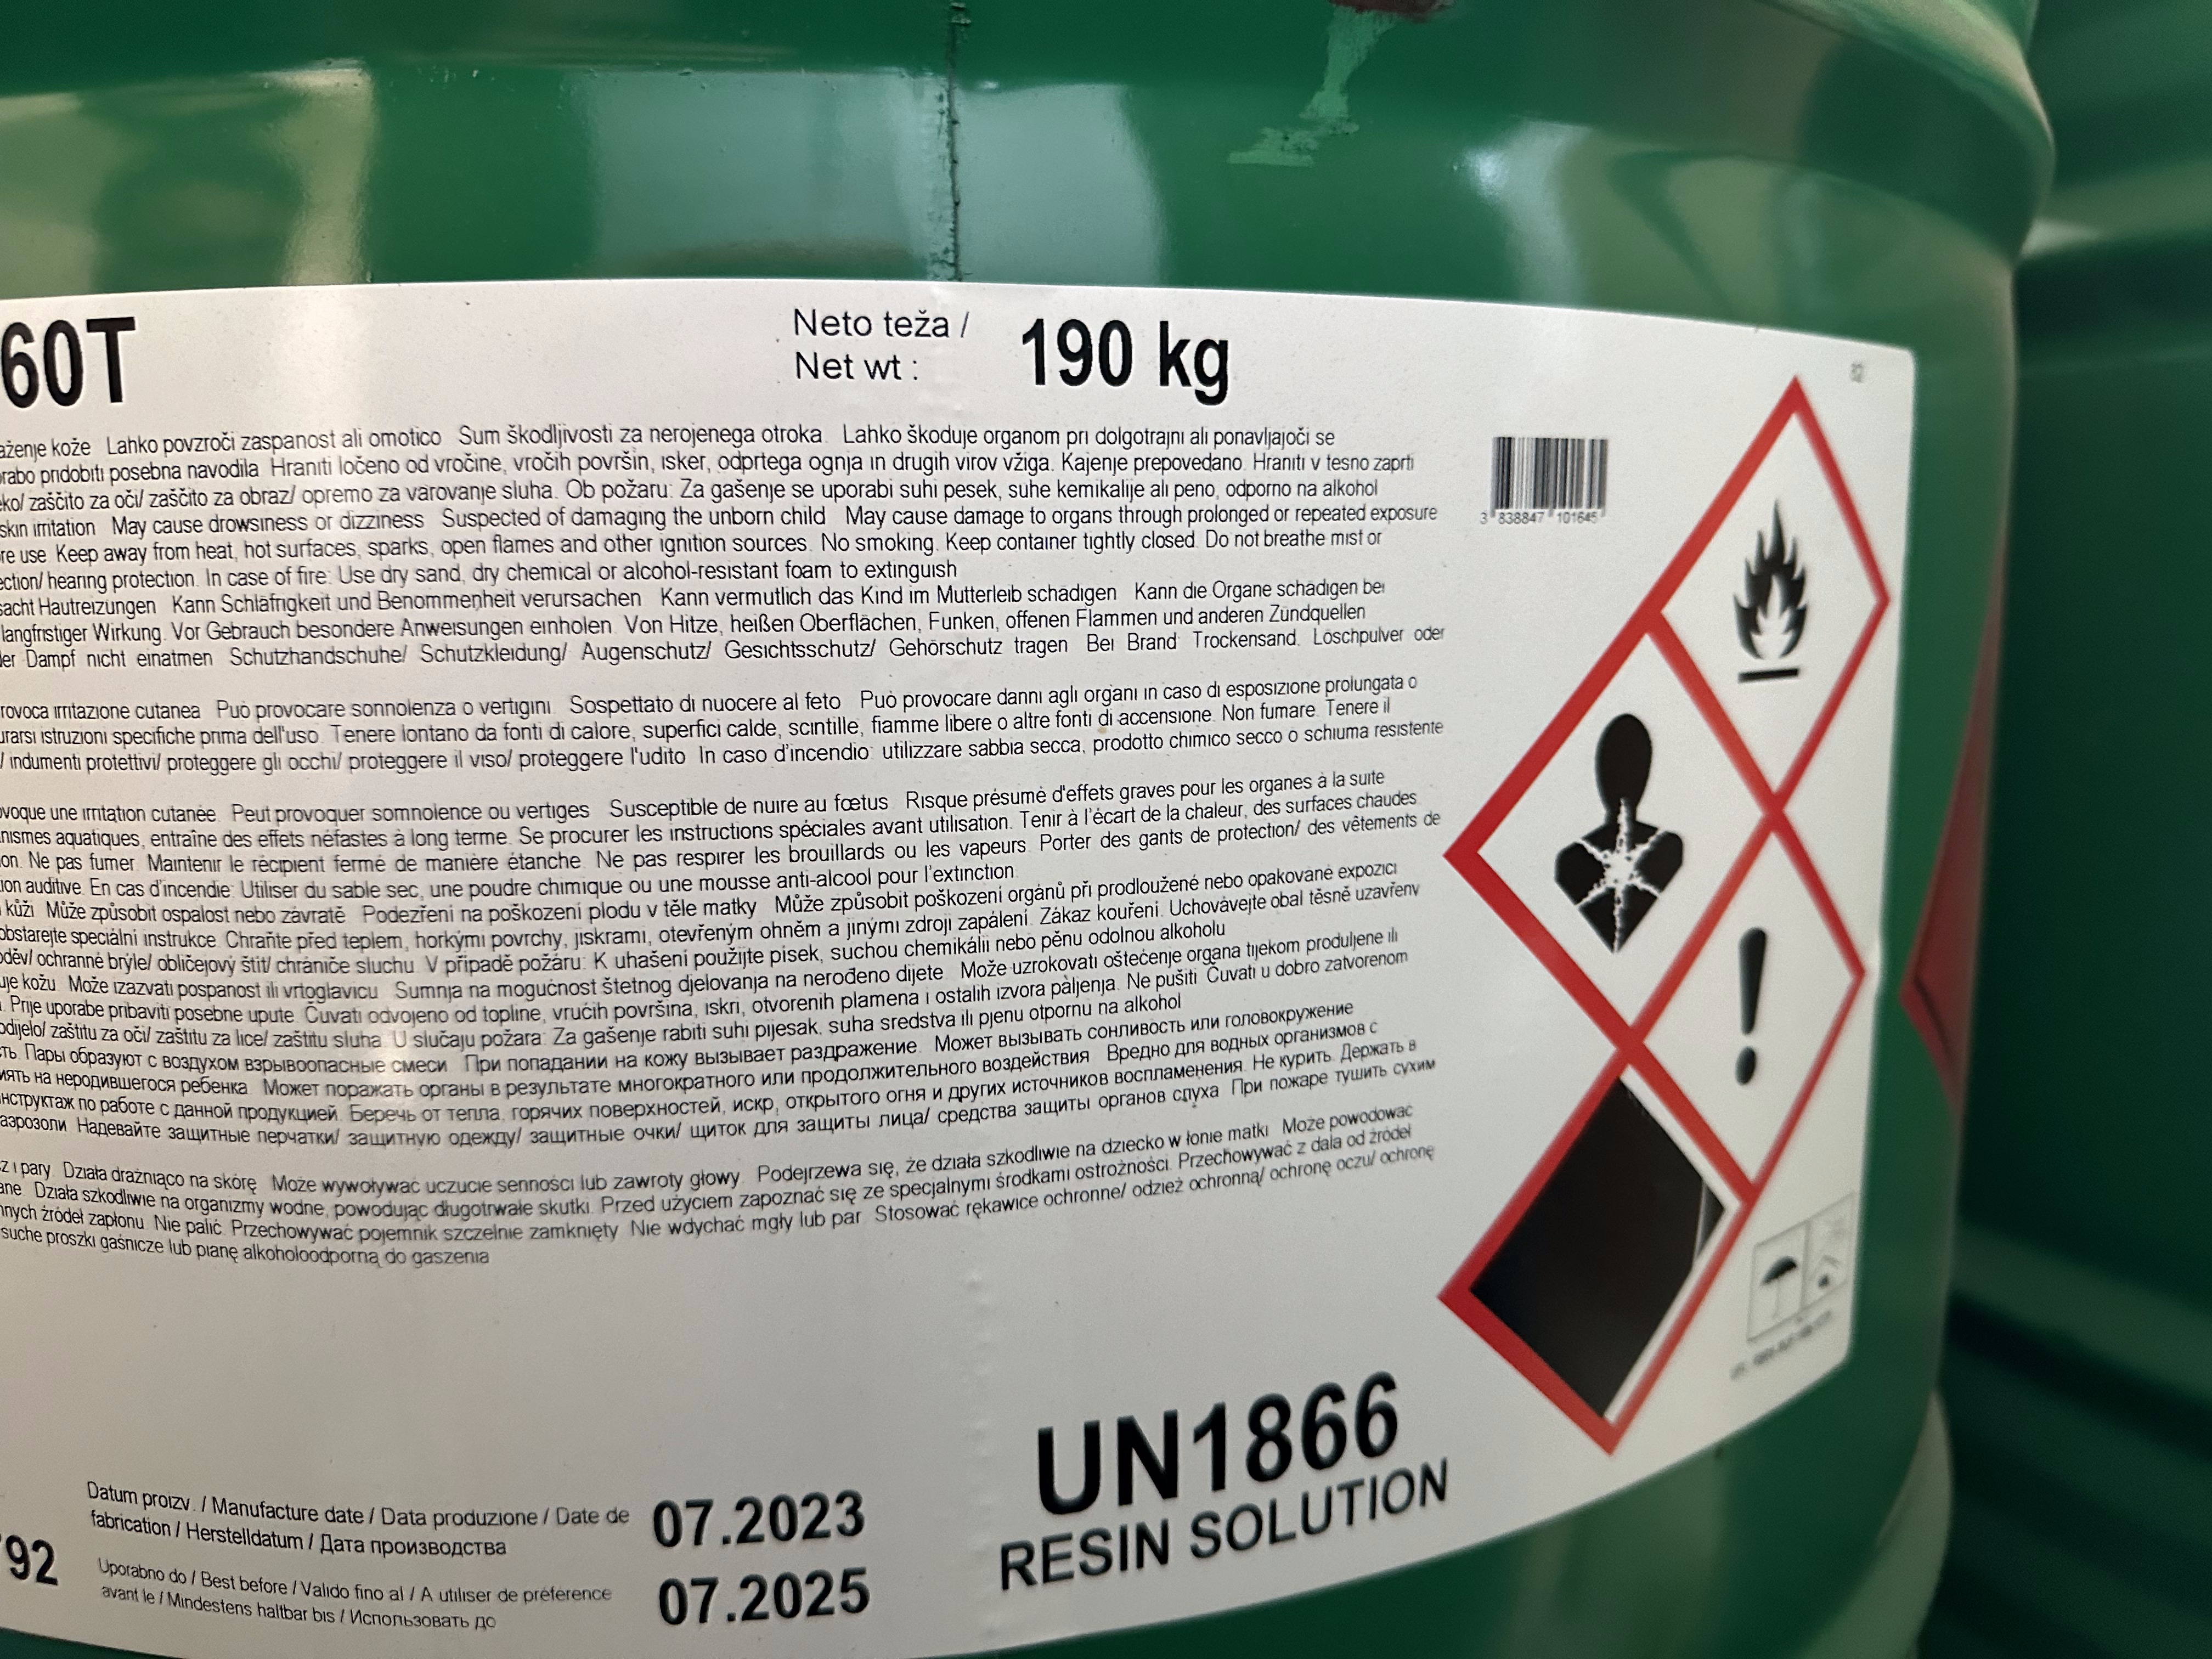 60T
Neto teža /
Net wt :
190 kg
aženje kože Lahko povzroči zaspanost ali omotico Sum škodljivosti za nerojenega otroka. Lahko škoduje organom pri dolgotrajni ali ponavljajoči se
rabo pridobiti posebna navodila Hraniti ločeno od vročine, vročih površin, isker, odprtega ognja in drugih virov vžiga. Kajenje prepovedano. Hraniti v tesno zaprti
ko/ zaščito za oči/ zaščito za obraz/ opremo za varovanje sluha. Ob požaru: Za gašenje se uporabi suhi pesek, suhe kemikalije ali peno, odporno na alkohol
skin irritation May cause drowsiness or dizziness Suspected of damaging the unborn child May cause damage to organs through prolonged or repeated exposure
re use Keep away from heat, hot surfaces, sparks, open flames and other ignition sources. No smoking. Keep container tightly closed. Do not breathe mist or
ection/ hearing protection. In case of fire: Use dry sand, dry chemical or alcohol-resistant foam to extinguish
sacht Hautreizungen Kann Schläfrigkeit und Benommenheit verursachen Kann vermutlich das Kind im Mutterleib schädigen Kann die Organe schädigen bei
langfristiger Wirkung. Vor Gebrauch besondere Anweisungen einholen. Von Hitze, heißen Oberflächen, Funken, offenen Flammen und anderen Zündquellen
er Dampf nicht einatmen Schutzhandschuhe/ Schutzkleidung/ Augenschutz/ Gesichtsschutz/ Gehörschutz tragen Bei Brand Trockensand. Löschpulver oder
rovoca irritazione cutanea Può provocare sonnolenza o vertigini. Sospettato di nuocere al feto Può provocare danni agli organi in caso di esposizione prolungata o
urarsi istruzioni specifiche prima dell'uso. Tenere lontano da fonti di calore, superfici calde, scintille, fiamme libere o altre fonti di accensione. Non fumare. Tenere il
/ indumenti protettivi/ proteggere gli occhi/ proteggere il viso/ proteggere l'udito In caso d'incendio: utilizzare sabbia secca, prodotto chimico secco o schiuma resistente
voque une irritation cutanée. Peut provoquer somnolence ou vertiges Susceptible de nuire au fœtus Risque présumé d'effets graves pour les organes à la suite
nismes aquatiques, entraîne des effets néfastes à long terme. Se procurer les instructions spéciales avant utilisation. Tenir à l'écart de la chaleur, des surfaces chaudes
on. Ne pas fumer Maintenir le récipient fermé de manière étanche. Ne pas respirer les brouillards ou les vapeurs Porter des gants de protection/ des vêtements de
ion auditive. En cas d'incendie: Utiliser du sable sec, une poudre chimique ou une mousse anti-alcool pour l'extinction
kůži Může způsobit ospalost nebo závratě Podezření na poškození plodu v těle matky Může způsobit poškození orgánů při prodloužené nebo opakované expozici
obstarejte speciální instrukce. Chraňte před teplem, horkými povrchy, jiskrami, otevřeným ohněm a jinými zdroji zapálení. Zákaz kouření. Uchovávejte obal těsně uzavřený
oděv/ ochranné brýle/ obličejový štít/ chrániče sluchu. V případě požáru: K uhašení použijte písek, suchou chemikálii nebo pěnu odolnou alkoholu
uje kožu Može izazvati pospanost ili vrtoglavicu Sumnja na mogućnost štetnog djelovanja na nerođeno dijete Može uzrokovati oštećenje organa tijekom produljene ili
. Prije uporabe pribaviti posebne upute. Čuvati odvojeno od topline, vrućih površina, iskri, otvorenih plamena i ostalih izvora paljenja. Ne pušiti Čuvati u dobro zatvorenom
odijelo/ zaštitu za oči/ zaštitu za lice/ zaštitu sluha. U slučaju požara: Za gašenje rabiti suhi pijesak, suha sredstva ili pjenu otpornu na alkohol
ть. Пары образуют с воздухом взрывоопасные смеси При попадании на кожу вызывает раздражение. Может вызывать сонливость или головокружение
иять на неродившегося ребенка Может поражать органы в результате многократного или продолжительного воздействия Вредно для водных организмов с
нструктаж по работе с данной продукцией. Беречь от тепла, горячих поверхностей, искр, открытого огня и других источников воспламенения. Не курить. Держать в
аэрозоли Надевайте защитные перчатки/ защитную одежду/ защитные очки/ щиток для защиты лица/ средства защиты органов слуха При пожаре тушить сухим
z i pary Działa drażniąco na skórę Może wywoływać uczucie senności lub zawroty głowy. Podejrzewa się, że działa szkodliwie na dziecko w łonie matki Może powodować
ane Działa szkodliwie na organizmy wodne, powodując długotrwałe skutki. Przed użyciem zapoznać się ze specjalnymi środkami ostrożności. Przechowywać z dala od źródeł
nnych źródeł zapłonu. Nie palić. Przechowywać pojemnik szczelnie zamknięty Nie wdychać mgły lub par Stosować rękawice ochronne/ odzież ochronną/ ochronę oczu/ ochronę
suche proszki gaśnicze lub pianę alkoholoodporną do gaszenia
3 838847 101645
UN1866
RESIN SOLUTION
92
Datum proizv. / Manufacture date / Data produzione / Date de
fabrication / Herstelldatum / Дата производства
07.2023
Uporabno do / Best before / Valido fino al / A utiliser de préférence
avant le / Mindestens haltbar bis / Использовать до
07.2025